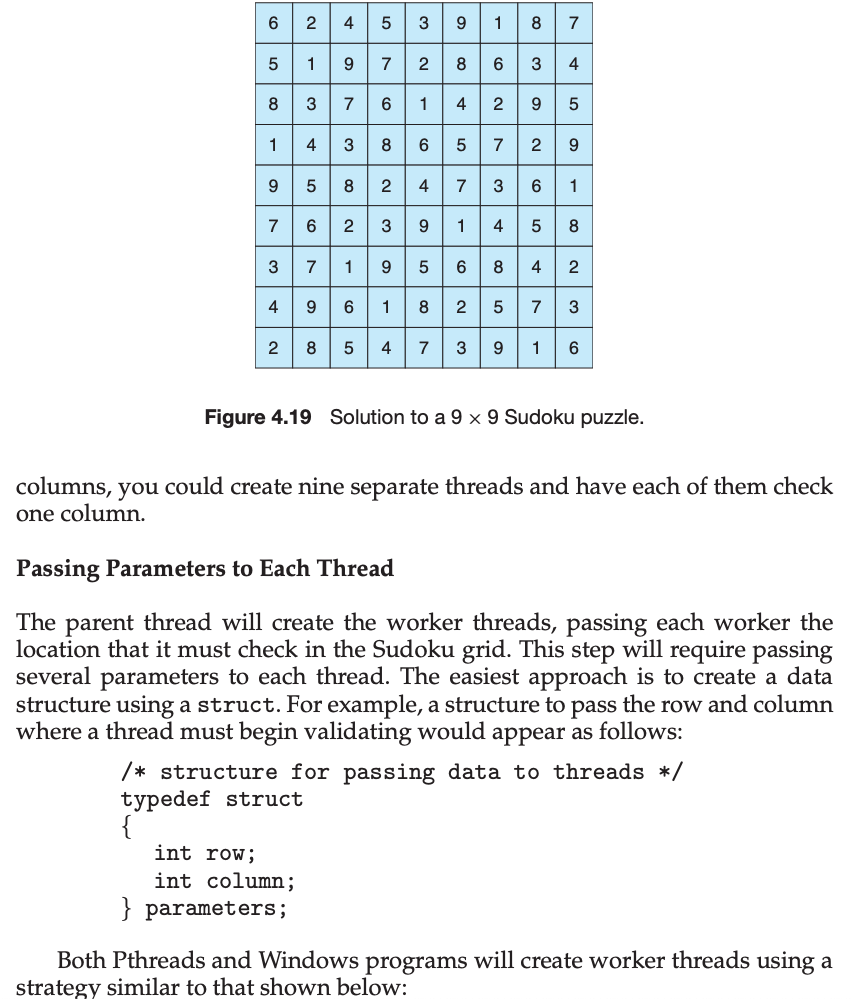 6 2 4 5 3 9 1 8 7
5 1 9 7 2 8 6 3 4
8 3 7 6 1 4 2 9 5
1 4 3 8 6 5 7 2 9
9 5 8 2 4 7 3 6 1
7 6 2 3 9 1 4 5 8
3 7 1 9 5 6 8 4 2
4 9 6 1 8 2 5 7 3
2 8 5 4 7 3 9 1 6
Figure 4.19 Solution to a 9 × 9 Sudoku puzzle.
columns, you could create nine separate threads and have each of them check
one column.
Passing Parameters to Each Thread
The parent thread will create the worker threads, passing each worker the
location that it must check in the Sudoku grid. This step will require passing
several parameters to each thread. The easiest approach is to create a data
structure using a struct. For example, a structure to pass the row and column
where a thread must begin validating would appear as follows:
/* structure for passing data to threads */
typedef struct
{
int row;
int column;
} parameters;
Both Pthreads and Windows programs will create worker threads using a
strategy similar to that shown below: